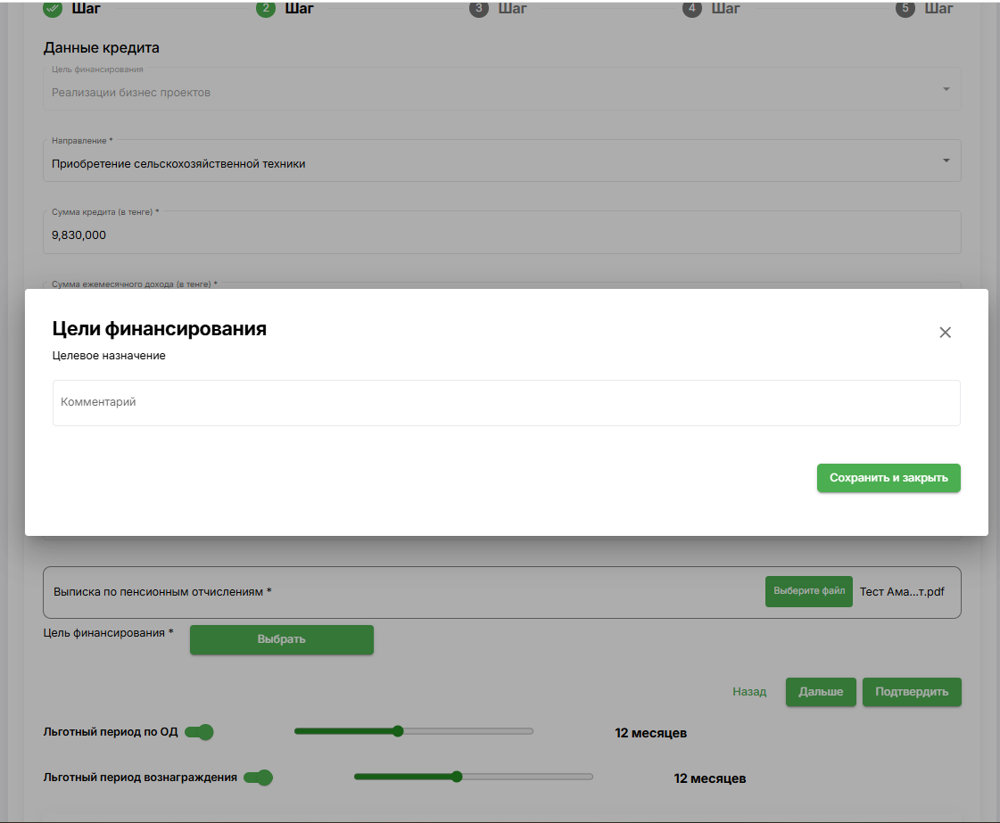 Шаг 2 Шаг 3 Шаг 4 Шаг 5 Шаг
Данные кредита
Цель финансирования
Реализации бизнес проектов
Направление *
Приобретение сельскохозяйственной техники
Сумма кредита (в тенге) *
9,830,000
Сумма ежемесячного дохода (в тенге) *
Цели финансирования
Целевое назначение
Комментарий
Сохранить и закрыть
Выписка по пенсионным отчислениям * Выберите файл Тест Ама...т.pdf
Цель финансирования * Выбрать
Назад Дальше Подтвердить
Льготный период по ОД 12 месяцев
Льготный период вознаграждения 12 месяцев